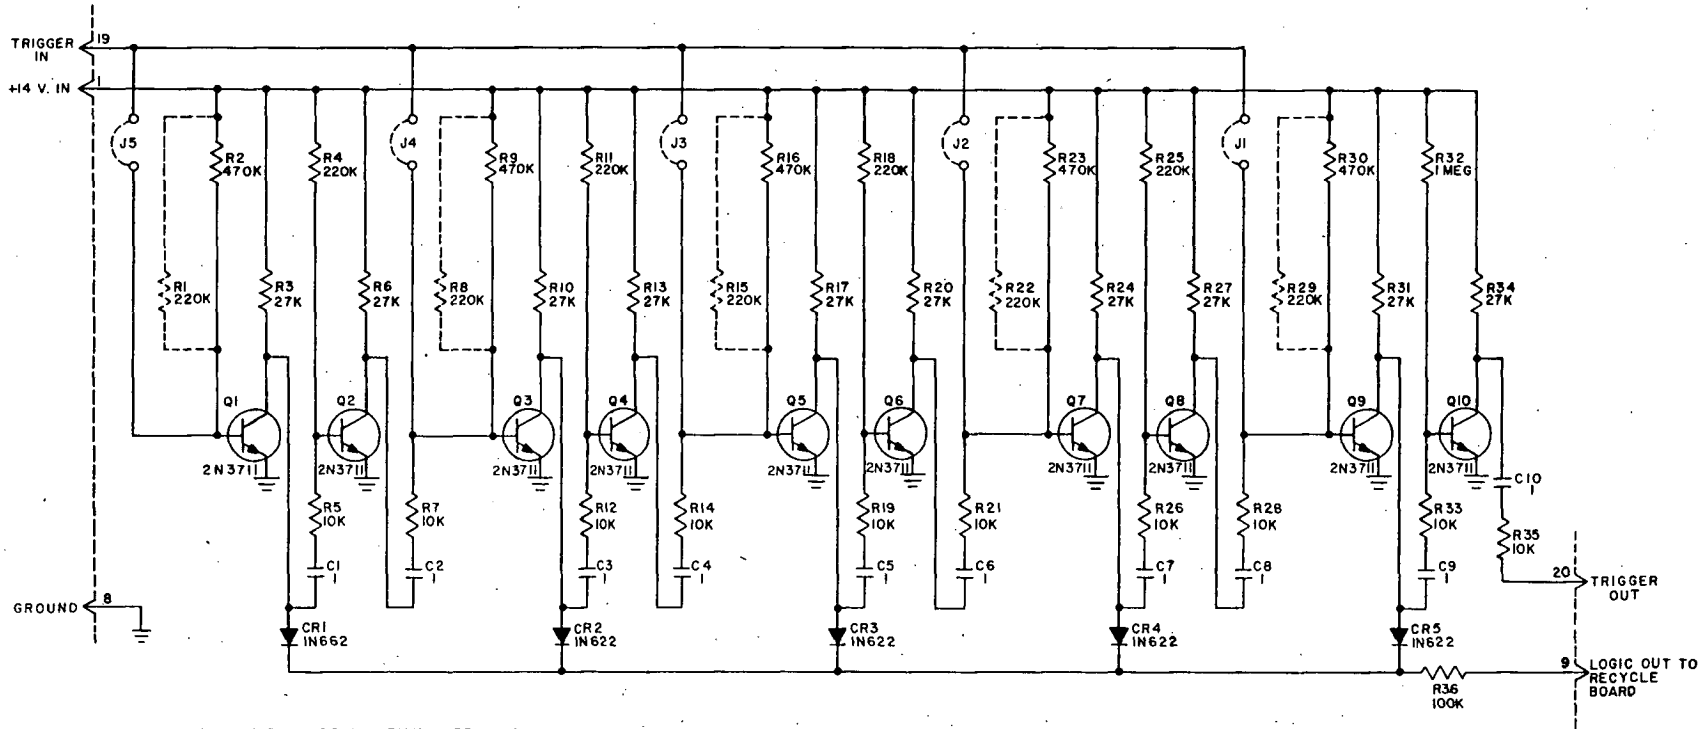 TRIGGER
IN
19
+14 V. IN
1
J5
J4
J3
J2
J1
R2
470K
R4
220K
R9
470K
R11
220K
R16
470K
R18
220K
R23
470K
R25
220K
R30
470K
R32
1 MEG
R1
220K
R3
27K
R6
27K
R8
220K
R10
27K
R13
27K
R15
220K
R17
27K
R20
27K
R22
220K
R24
27K
R27
27K
R29
220K
R31
27K
R34
27K
Q1
Q2
Q3
Q4
Q5
Q6
Q7
Q8
Q9
Q10
2N3711
2N3711
2N3711
2N3711
2N3711
2N3711
2N3711
2N3711
2N3711
2N3711
R5
10K
R7
10K
R12
10K
R14
10K
R19
10K
R21
10K
R26
10K
R28
10K
R33
10K
C10
1
R35
10K
C1
1
C2
1
C3
1
C4
1
C5
1
C6
1
C7
1
C8
1
C9
1
20
TRIGGER
OUT
GROUND
8
CR1
1N662
CR2
1N622
CR3
1N622
CR4
1N622
CR5
1N622
R36
100K
9
LOGIC OUT TO
RECYCLE
BOARD